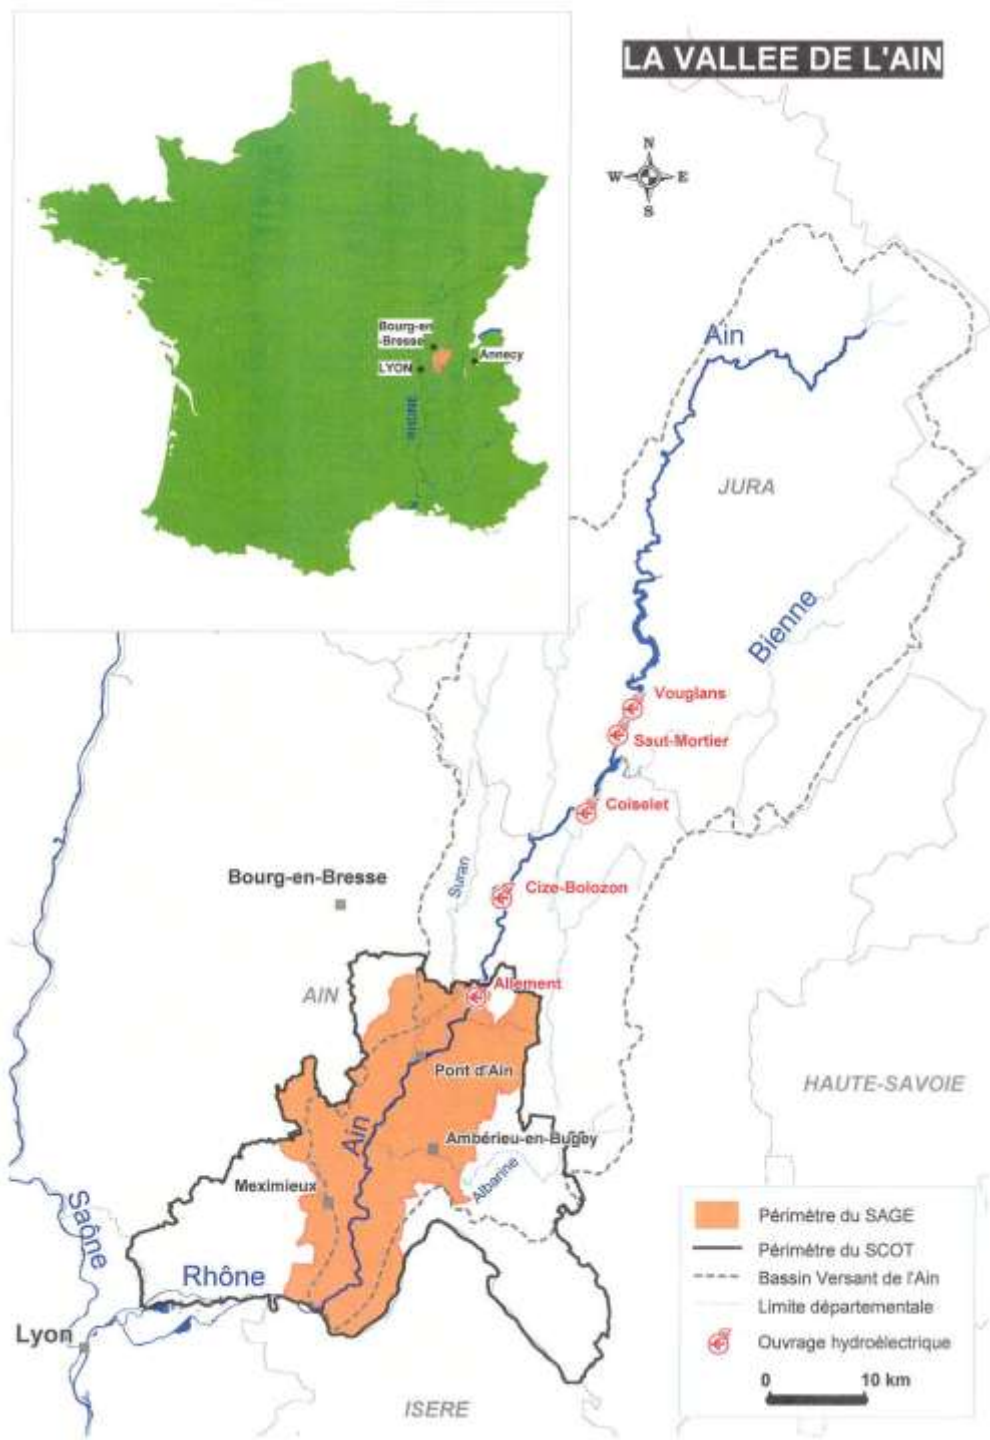 LA VALLEE DE L'AIN
N
W E
S
Bourg-en
-Bresse
Annecy
LYON
RHONE
Ain
JURA
Bienne
Vouglans
Saut-Mortier
Coiselet
Suran
Bourg-en-Bresse
Cize-Bolozon
AIN
Allement
Pont d'Ain
HAUTE-SAVOIE
Ain
Ambérieu-en-Bugey
Meximieux
Albarine
Saône
Rhône
Lyon
ISERE
Périmètre du SAGE
Périmètre du SCOT
Bassin Versant de l'Ain
Limite départementale
Ouvrage hydroélectrique
0 10 km